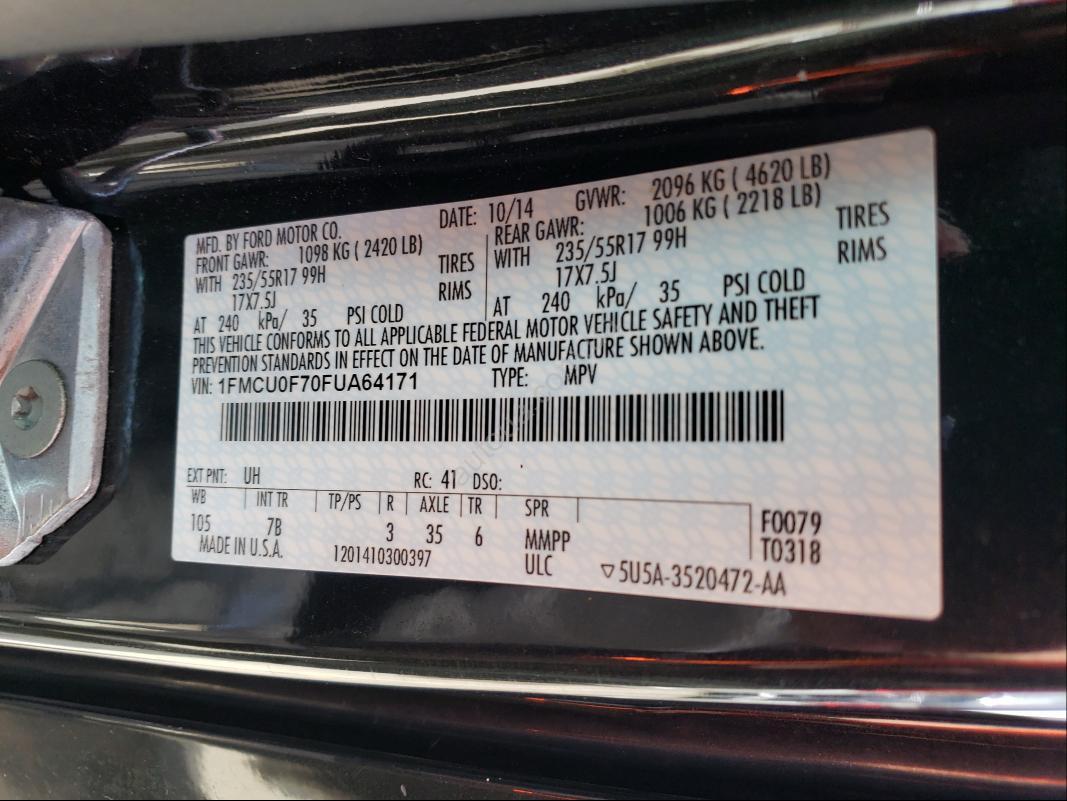 MFD. BY FORD MOTOR CO. DATE: 10/14 GVWR: 2096 KG ( 4620 LB)
FRONT GAWR: 1098 KG ( 2420 LB) REAR GAWR: 1006 KG ( 2218 LB)
WITH 235/55R17 99H TIRES WITH 235/55R17 99H TIRES
17X7.5J RIMS 17X7.5J RIMS
AT 240 kPa/ 35 PSI COLD AT 240 kPa/ 35 PSI COLD
THIS VEHICLE CONFORMS TO ALL APPLICABLE FEDERAL MOTOR VEHICLE SAFETY AND THEFT
PREVENTION STANDARDS IN EFFECT ON THE DATE OF MANUFACTURE SHOWN ABOVE.
VIN: 1FMCU0F70FUA64171 TYPE: MPV
EXT PNT: UH RC: 41 DSO:
WB INT TR TP/PS R AXLE TR SPR
105 7B 3 35 6 MMPP F0079
MADE IN U.S.A. 1201410300397 ULC T0318
▽5U5A-3520472-AA